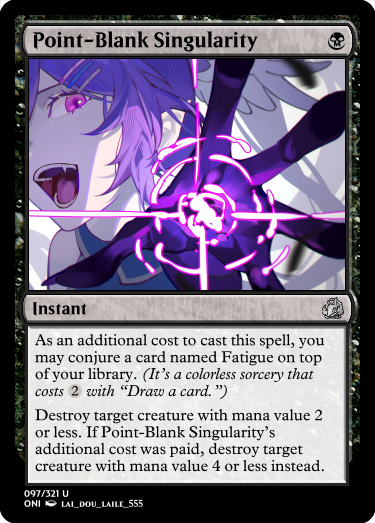 Point-Blank Singularity
Instant
As an additional cost to cast this spell, you
may conjure a card named Fatigue on top
of your library. (It's a colorless sorcery that
costs 2 with “Draw a card.”)
Destroy target creature with mana value 2
or less. If Point-Blank Singularity's
additional cost was paid, destroy target
creature with mana value 4 or less instead.
097/321 U
ONI LAI_DOU_LAILE_555